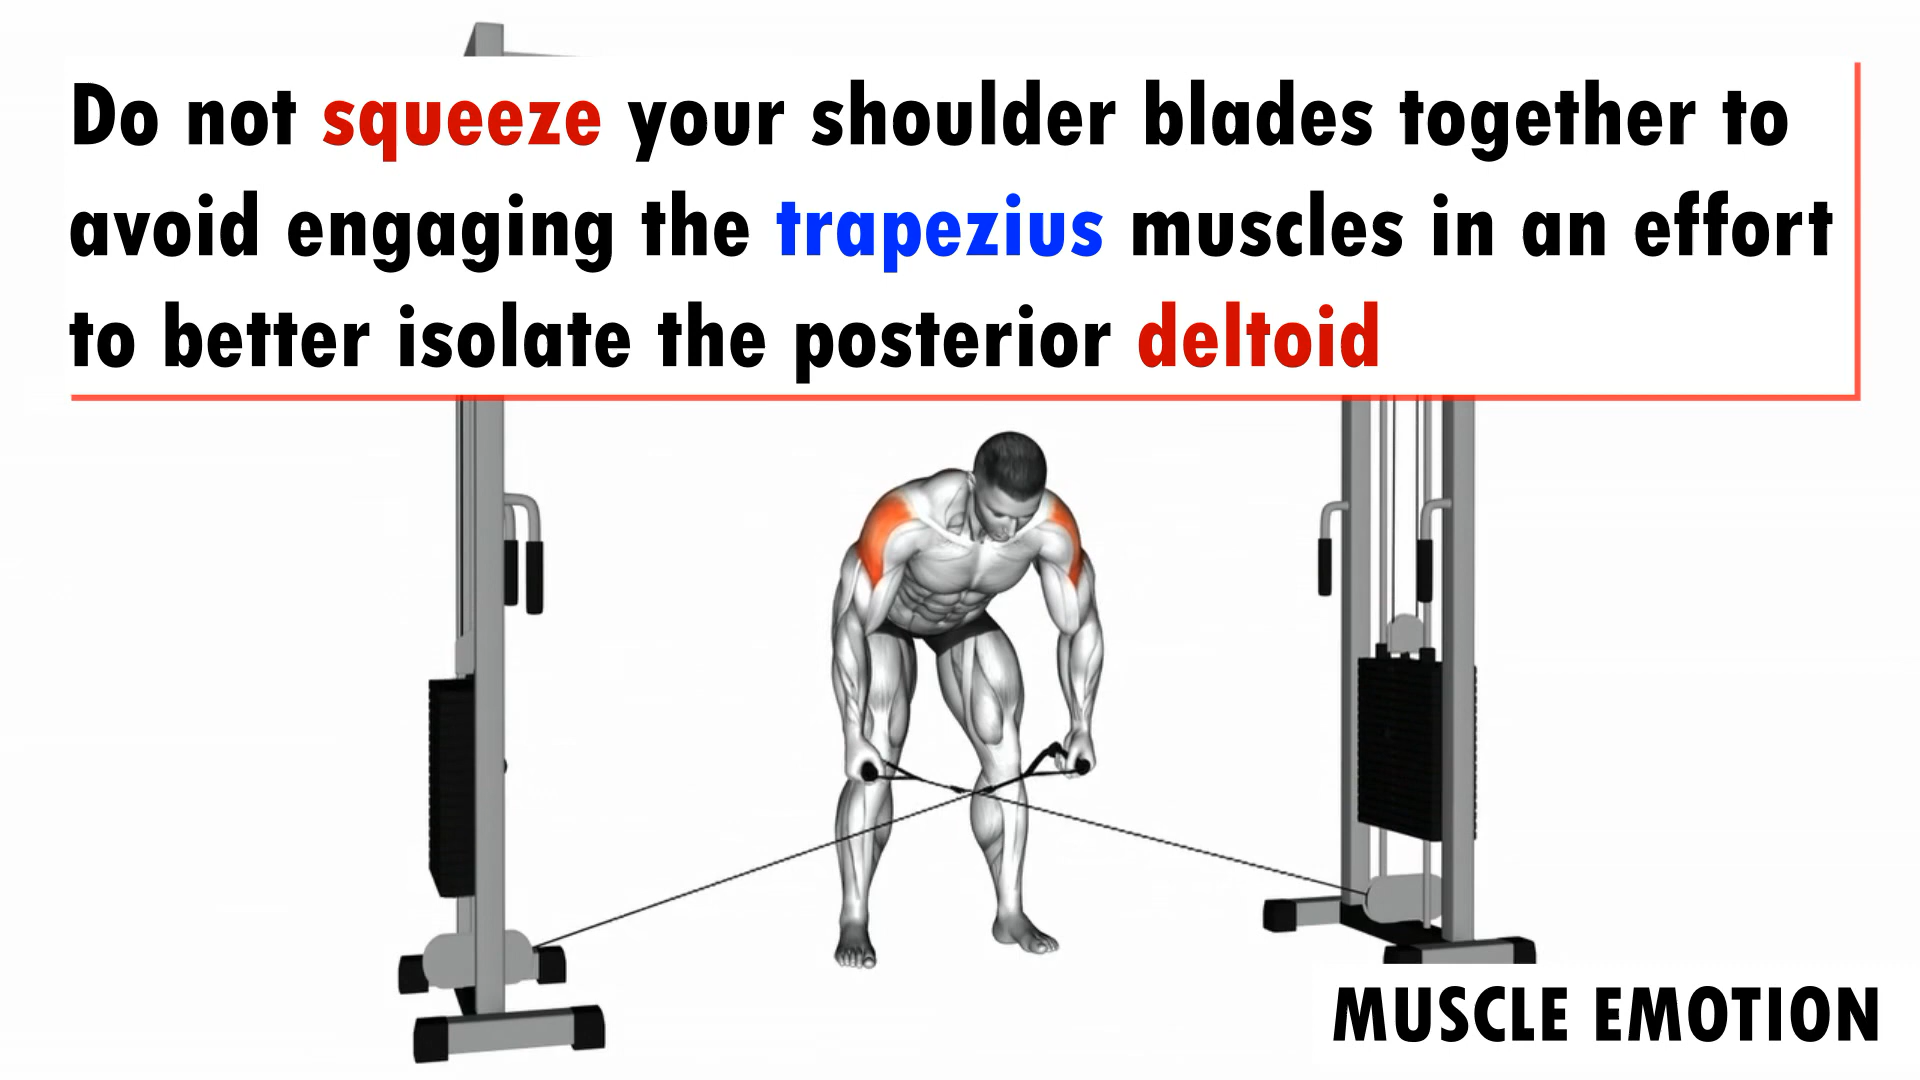 Do not squeeze your shoulder blades together to
avoid engaging the trapezius muscles in an effort
to better isolate the posterior deltoid
MUSCLE EMOTION